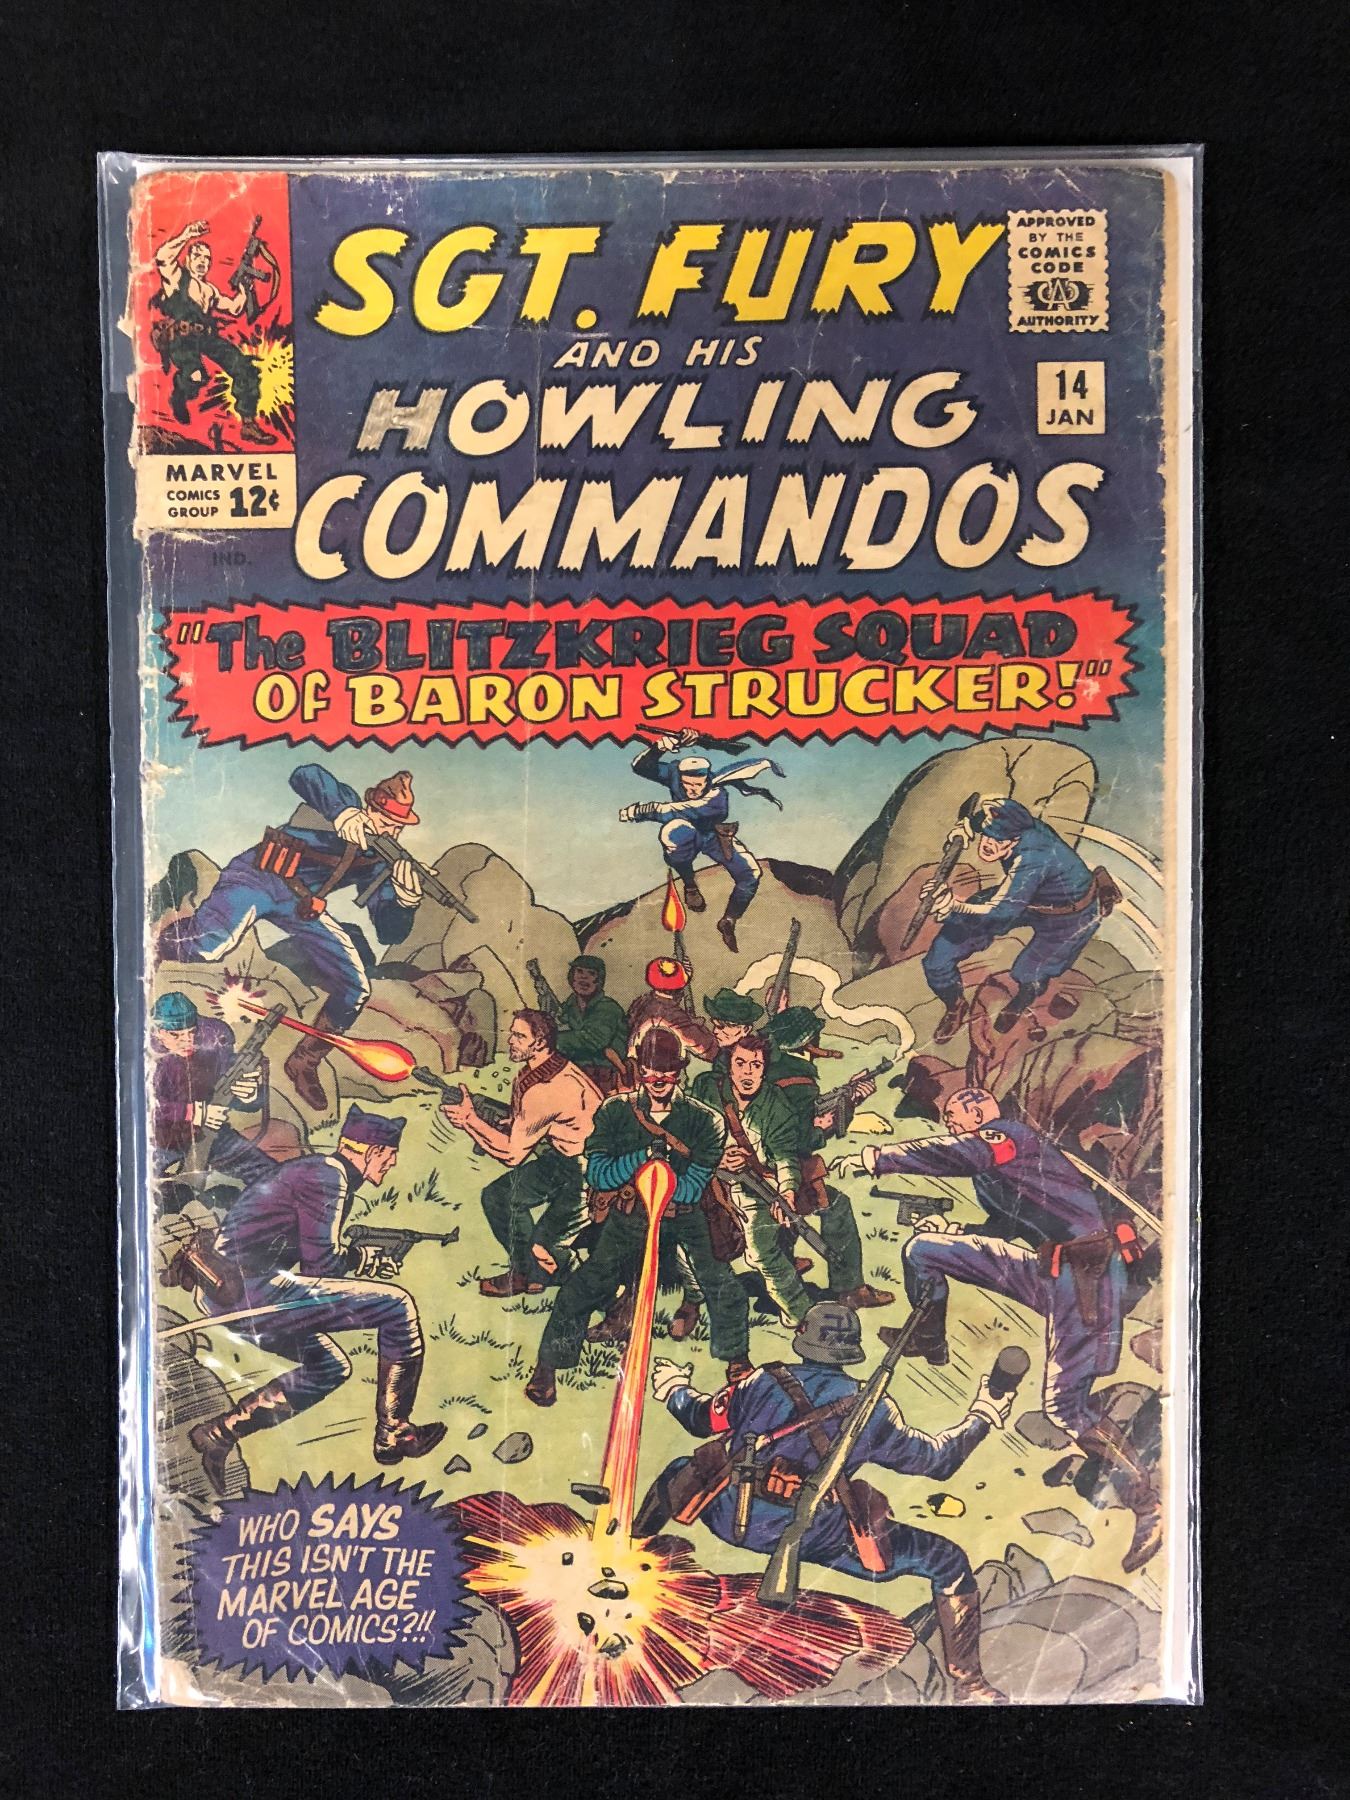 SGT. FURY
AND HIS
HOWLING
COMMANDOS
APPROVED
BY THE
COMICS
CODE
CA
AUTHORITY
14
JAN
MARVEL
COMICS
GROUP 12¢
IND.
"The BLITZKRIEG SQUAD
OF BARON STRUCKER!"
WHO SAYS
THIS ISN'T THE
MARVEL AGE
OF COMICS?!!